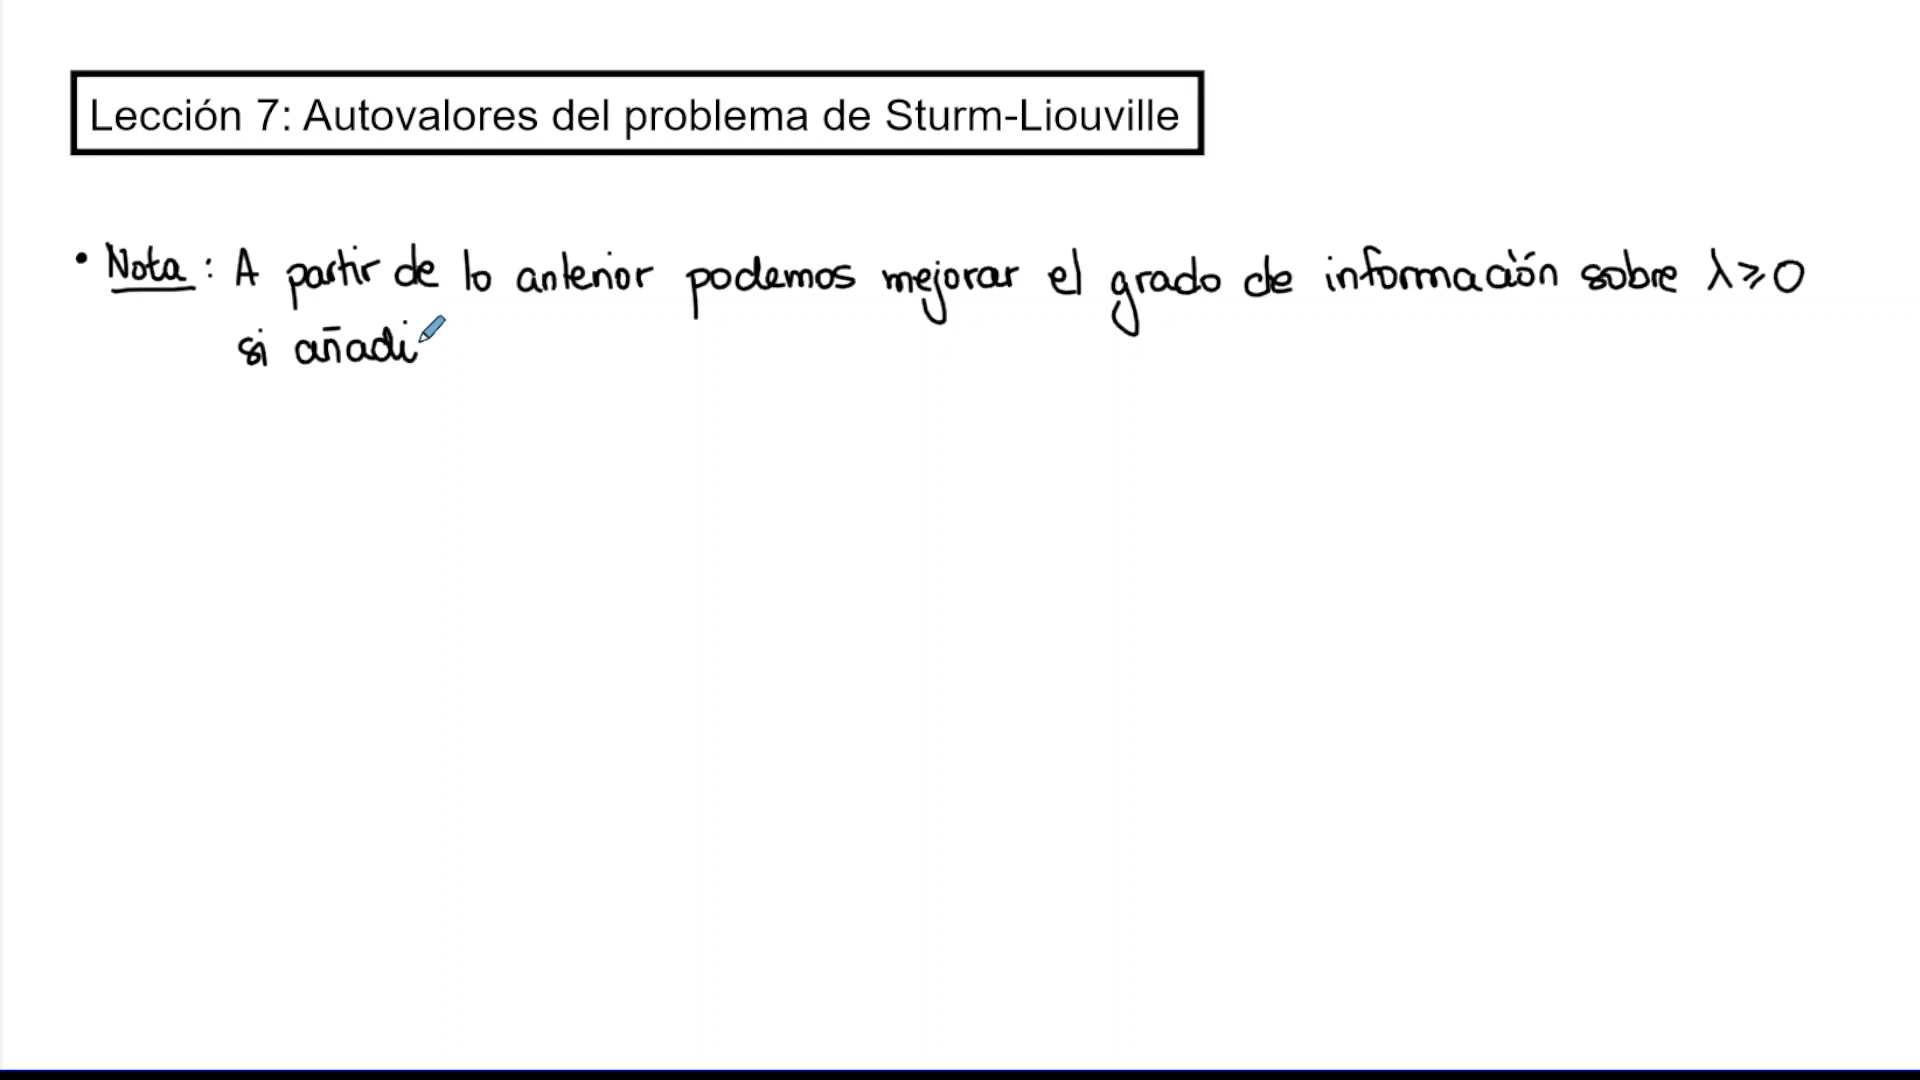 Lección 7: Autovalores del problema de Sturm-Liouville
• Nota: A partir de lo anterior podemos mejorar el grado de información sobre λ⩾0
si añadi